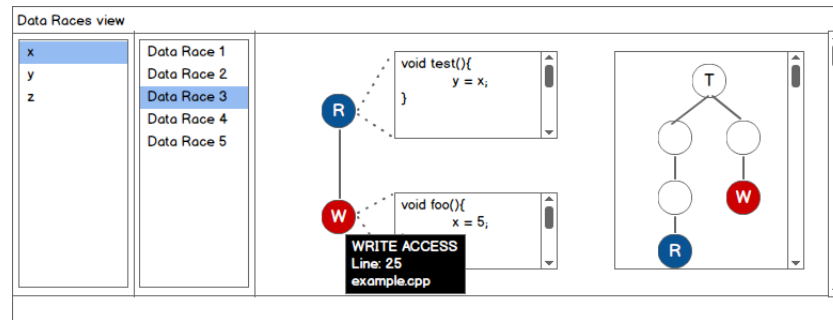 Data Races view
x
y
z
Data Race 1
Data Race 2
Data Race 3
Data Race 4
Data Race 5
R
void test(){
y = x;
}
W
void foo(){
x = 5;
WRITE ACCESS
Line: 25
example.cpp
T
W
R